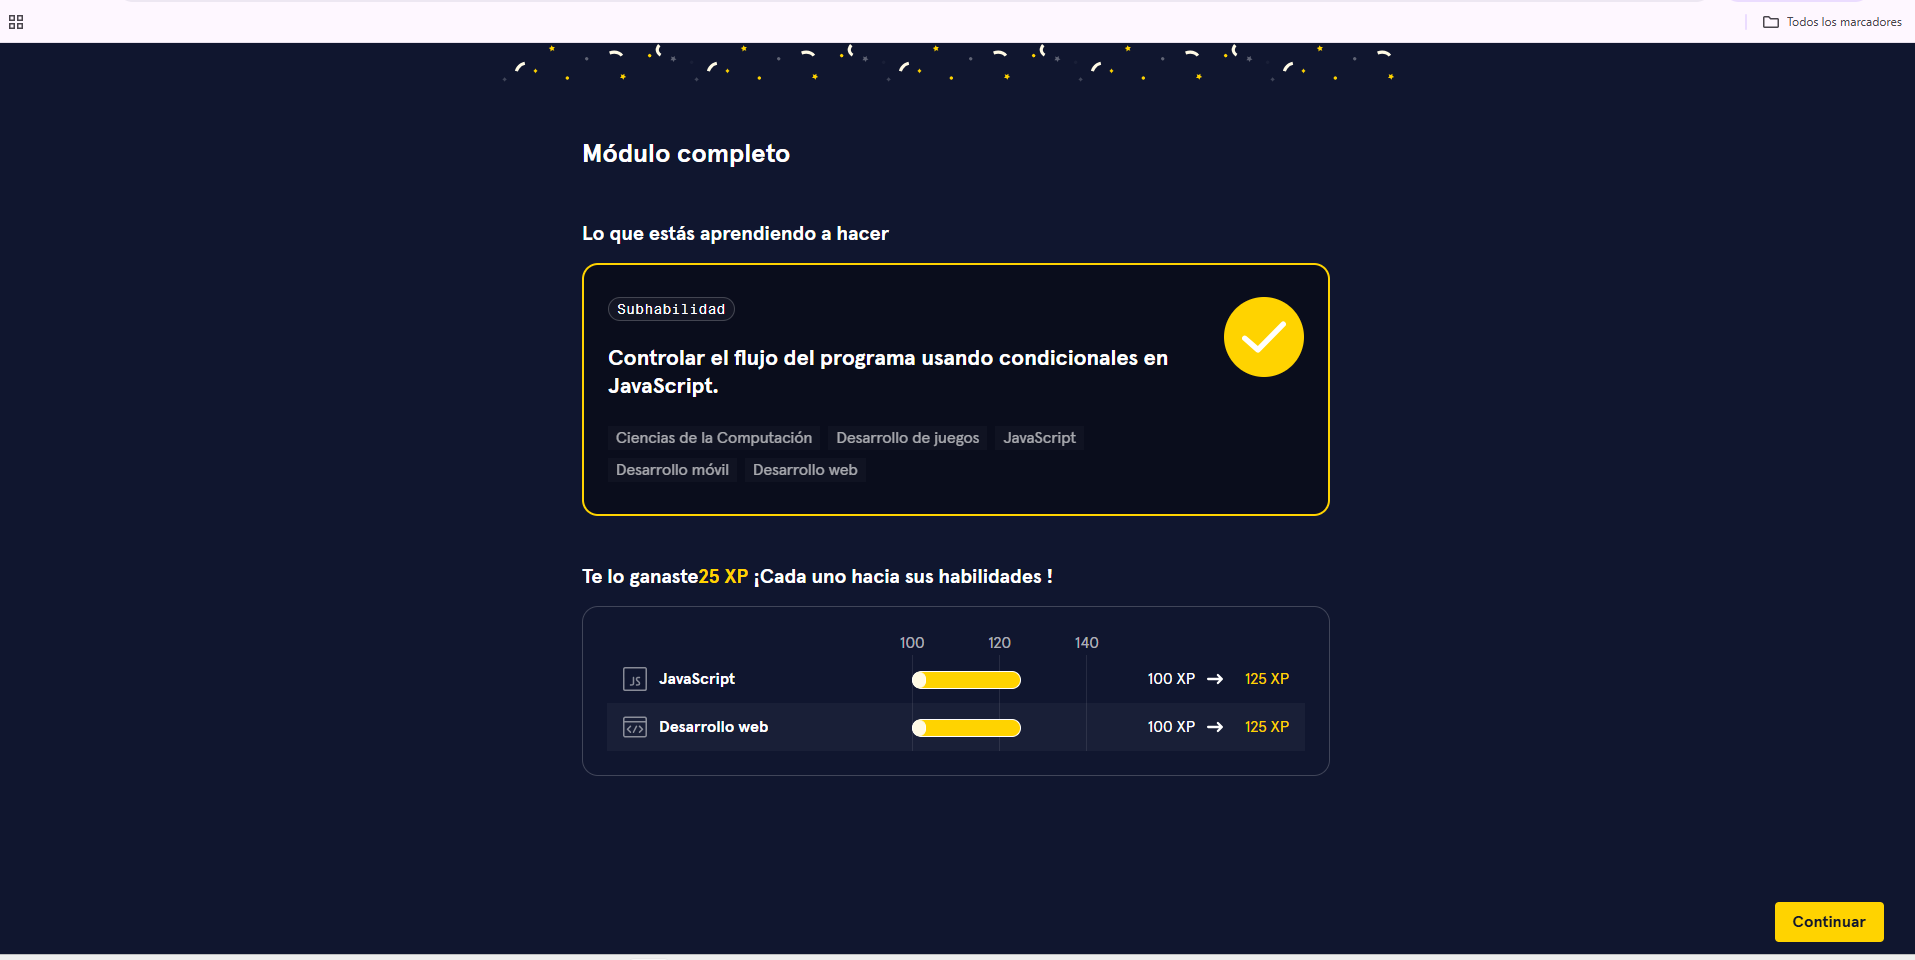 Todos los marcadores
Módulo completo
Lo que estás aprendiendo a hacer
Subhabilidad
Controlar el flujo del programa usando condicionales en
JavaScript.
Ciencias de la Computación Desarrollo de juegos JavaScript
Desarrollo móvil Desarrollo web
Te lo ganaste25 XP ¡Cada uno hacia sus habilidades !
100 120 140
JS JavaScript 100 XP → 125 XP
</> Desarrollo web 100 XP → 125 XP
Continuar